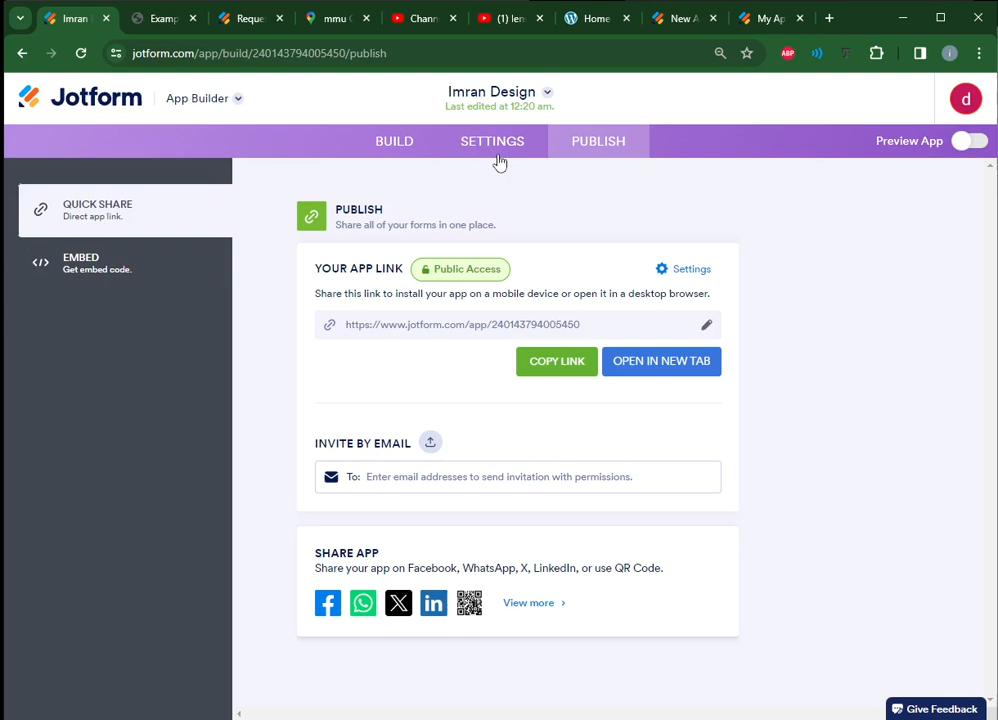 Imran
Examp
Reque
mmu
Chann
(1) len
Home
New A
My Ap
jotform.com/app/build/240143794005450/publish
ABP
i
Jotform
App Builder
Imran Design
Last edited at 12:20 am.
d
BUILD
SETTINGS
PUBLISH
Preview App
QUICK SHARE
Direct app link.
EMBED
Get embed code.
PUBLISH
Share all of your forms in one place.
YOUR APP LINK
Public Access
Settings
Share this link to install your app on a mobile device or open it in a desktop browser.
https://www.jotform.com/app/240143794005450
COPY LINK
OPEN IN NEW TAB
INVITE BY EMAIL
To: Enter email addresses to send invitation with permissions.
SHARE APP
Share your app on Facebook, WhatsApp, X, LinkedIn, or use QR Code.
View more
Give Feedback